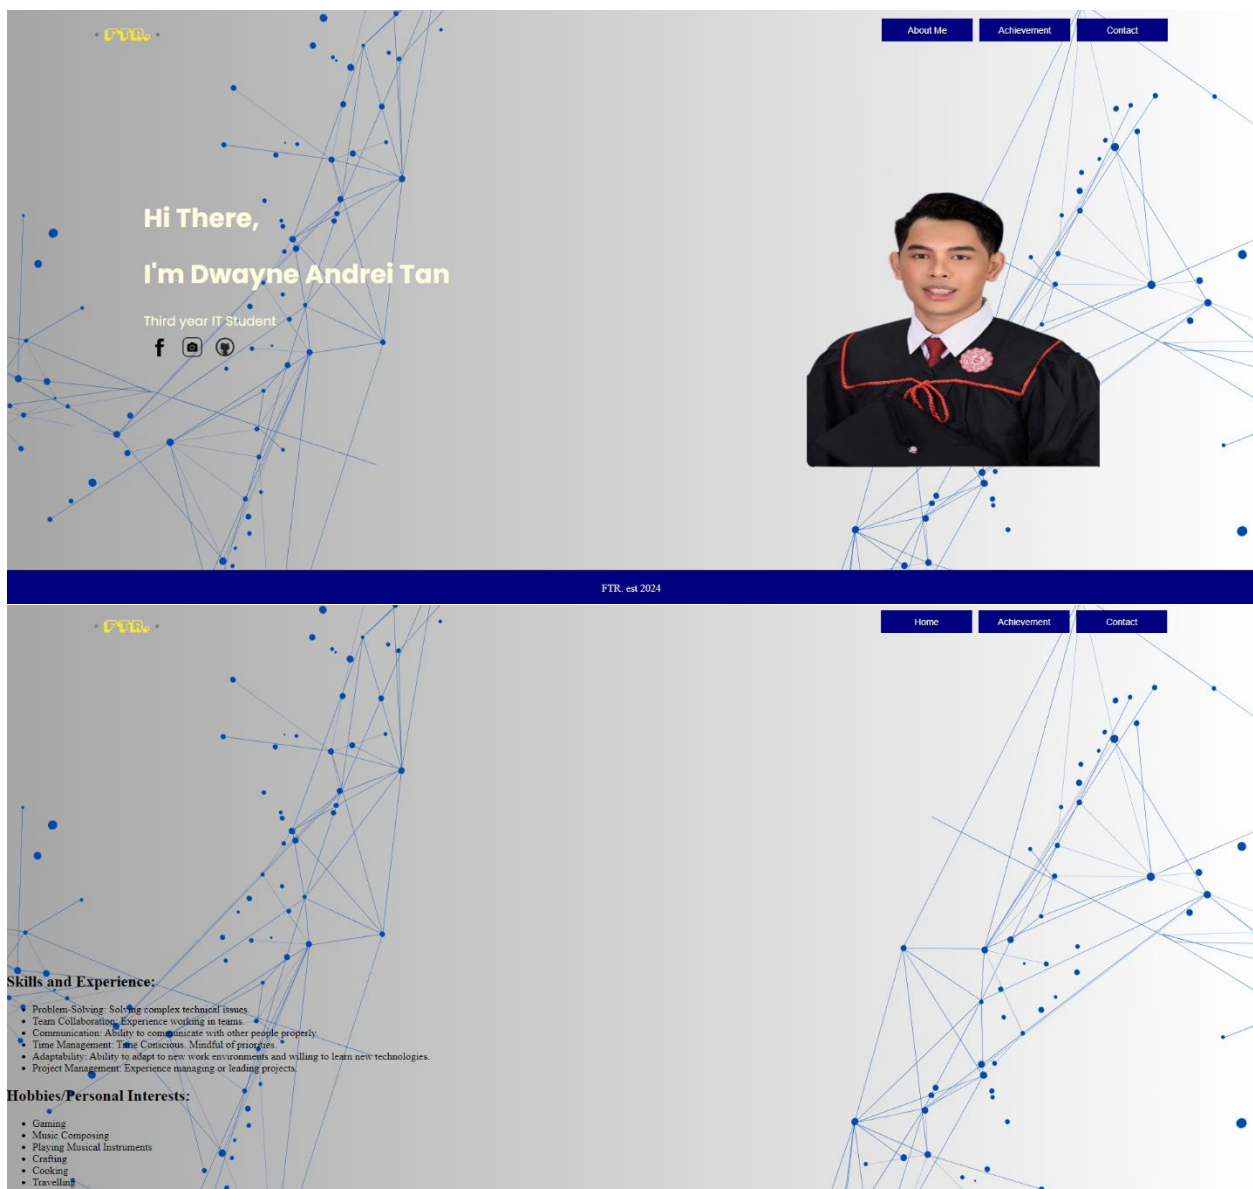 FTR.
About Me
Achievement
Contact
Hi There,
I'm Dwayne Andrei Tan
Third year IT Student
FTR. est 2024
FTR.
Home
Achievement
Contact
Skills and Experience:
Problem-Solving: Solving complex technical issues.
Team Collaboration: Experience working in teams.
Communication: Ability to communicate with other people properly.
Time Management: Time Conscious. Mindful of priorities.
Adaptability: Ability to adapt to new work environments and willing to learn new technologies.
Project Management: Experience managing or leading projects.
Hobbies/Personal Interests:
Gaming
Music Composing
Playing Musical Instruments
Crafting
Cooking
Travelling